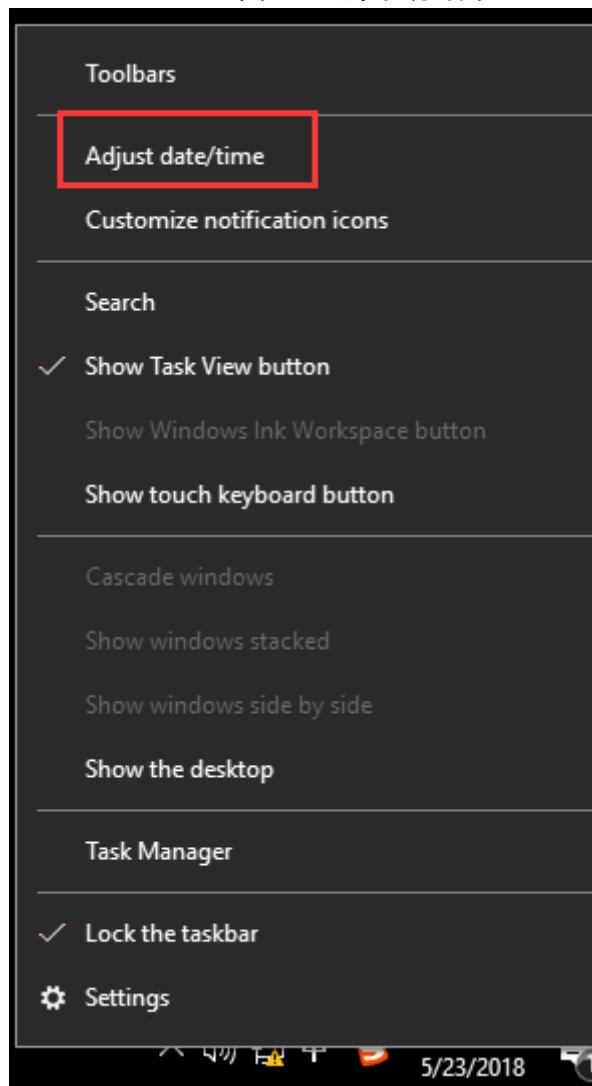 Toolbars
Adjust date/time
Customize notification icons
Search
Show Task View button
Show Windows Ink Workspace button
Show touch keyboard button
Cascade windows
Show windows stacked
Show windows side by side
Show the desktop
Task Manager
Lock the taskbar
Settings
中
5/23/2018
1